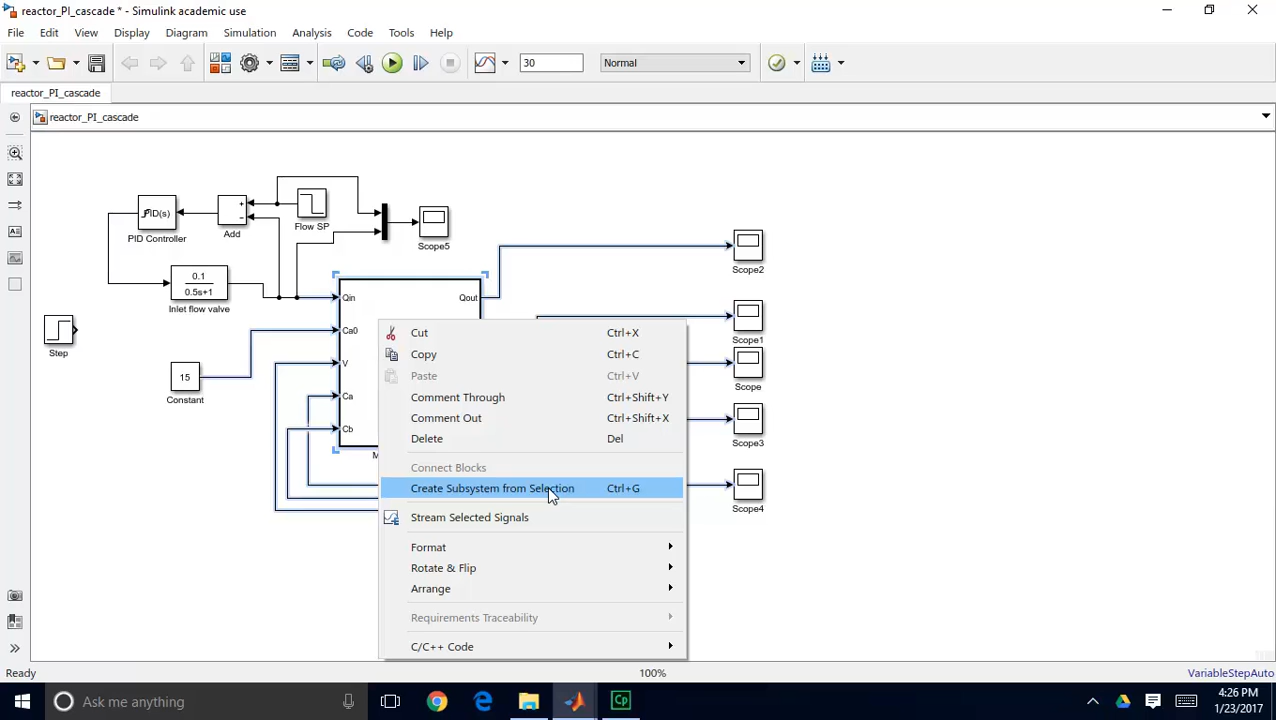 reactor_PI_cascade * - Simulink academic use
File Edit View Display Diagram Simulation Analysis Code Tools Help
30 Normal
reactor_PI_cascade
reactor_PI_cascade
PID(s)
PID Controller
+
−
Add
Flow SP
Scope5
0.1
0.5s+1
Inlet flow valve
Step
15
Constant
Qin
Ca0
V
Ca
Cb
Qout
M
Scope2
Scope1
Scope
Scope3
Scope4
Cut Ctrl+X
Copy Ctrl+C
Paste Ctrl+V
Comment Through Ctrl+Shift+Y
Comment Out Ctrl+Shift+X
Delete Del
Connect Blocks
Create Subsystem from Selection Ctrl+G
Stream Selected Signals
Format
Rotate & Flip
Arrange
Requirements Traceability
C/C++ Code
Ready 100% VariableStepAuto
Ask me anything
Cp
4:26 PM
1/23/2017